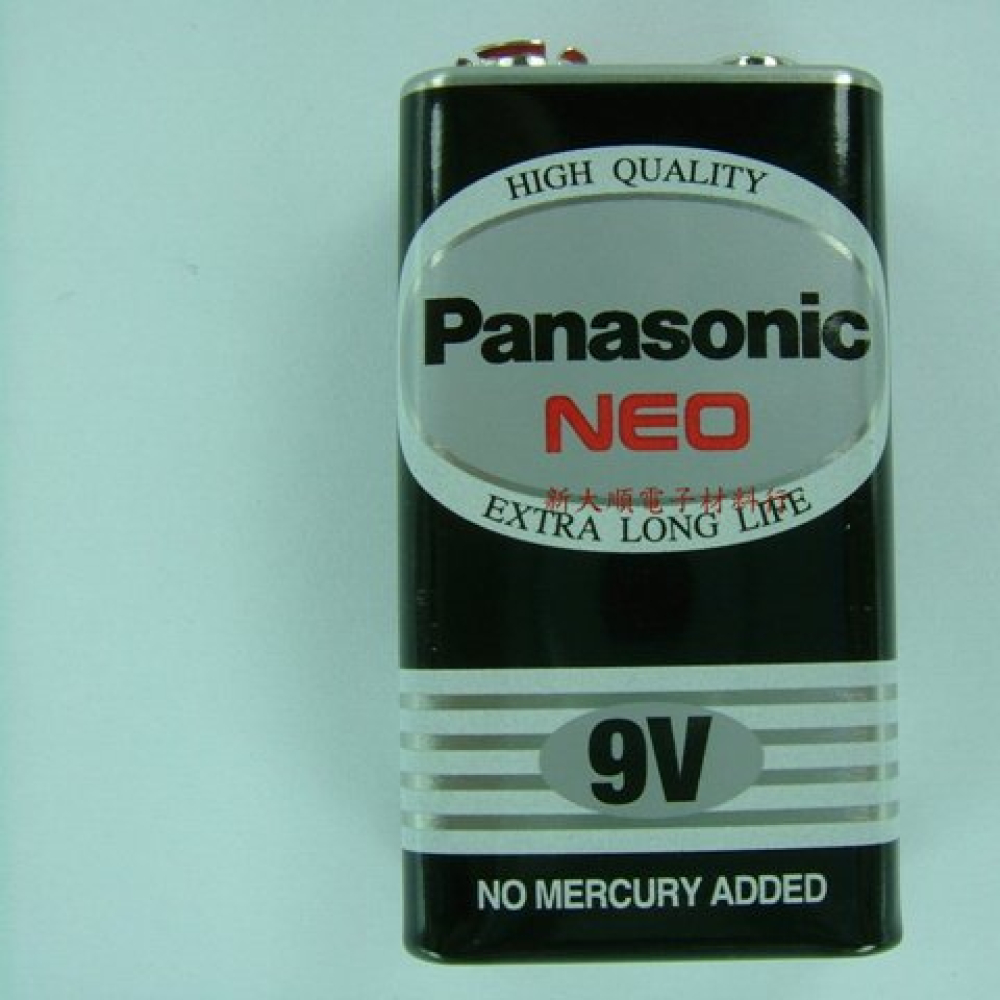 HIGH QUALITY
Panasonic
NEO
新大順電子材料行
EXTRA LONG LIFE
9V
NO MERCURY ADDED